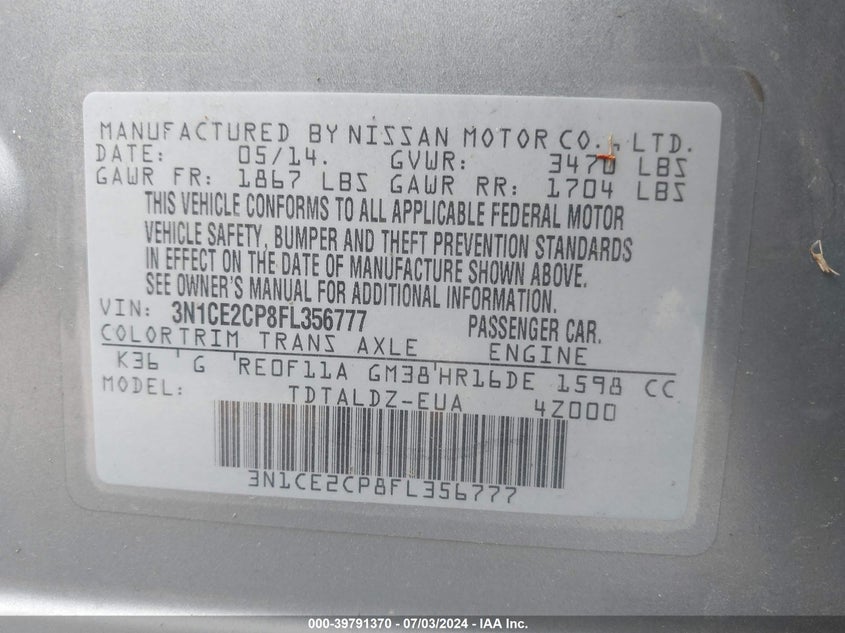 MANUFACTURED BY NISSAN MOTOR CO., LTD.
DATE: 05/14. GVWR: 3470 LBS
GAWR FR: 1867 LBS GAWR RR: 1704 LBS
THIS VEHICLE CONFORMS TO ALL APPLICABLE FEDERAL MOTOR
VEHICLE SAFETY, BUMPER AND THEFT PREVENTION STANDARDS
IN EFFECT ON THE DATE OF MANUFACTURE SHOWN ABOVE.
SEE OWNER'S MANUAL FOR ADDITIONAL INFORMATION.
VIN: 3N1CE2CP8FL356777 PASSENGER CAR.
COLORTRIM TRANS AXLE ENGINE
K36 'G 'RE0F11A GM38'HR16DE 1598 CC
MODEL: TDTALDZ-EUA 4Z000
3N1CE2CP8FL356777
000-39791370 - 07/03/2024 - IAA Inc.